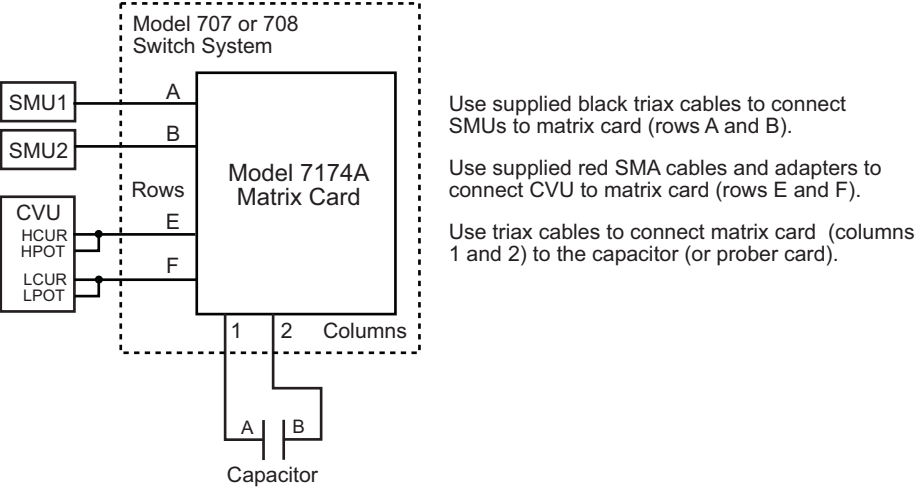 Model 707 or 708
Switch System
SMU1
A
SMU2
B
Model 7174A
Matrix Card
Rows
CVU
HCUR
HPOT
E
LCUR
LPOT
F
1
2
Columns
A
B
Capacitor
Use supplied black triax cables to connect
SMUs to matrix card (rows A and B).
Use supplied red SMA cables and adapters to
connect CVU to matrix card (rows E and F).
Use triax cables to connect matrix card (columns
1 and 2) to the capacitor (or prober card).